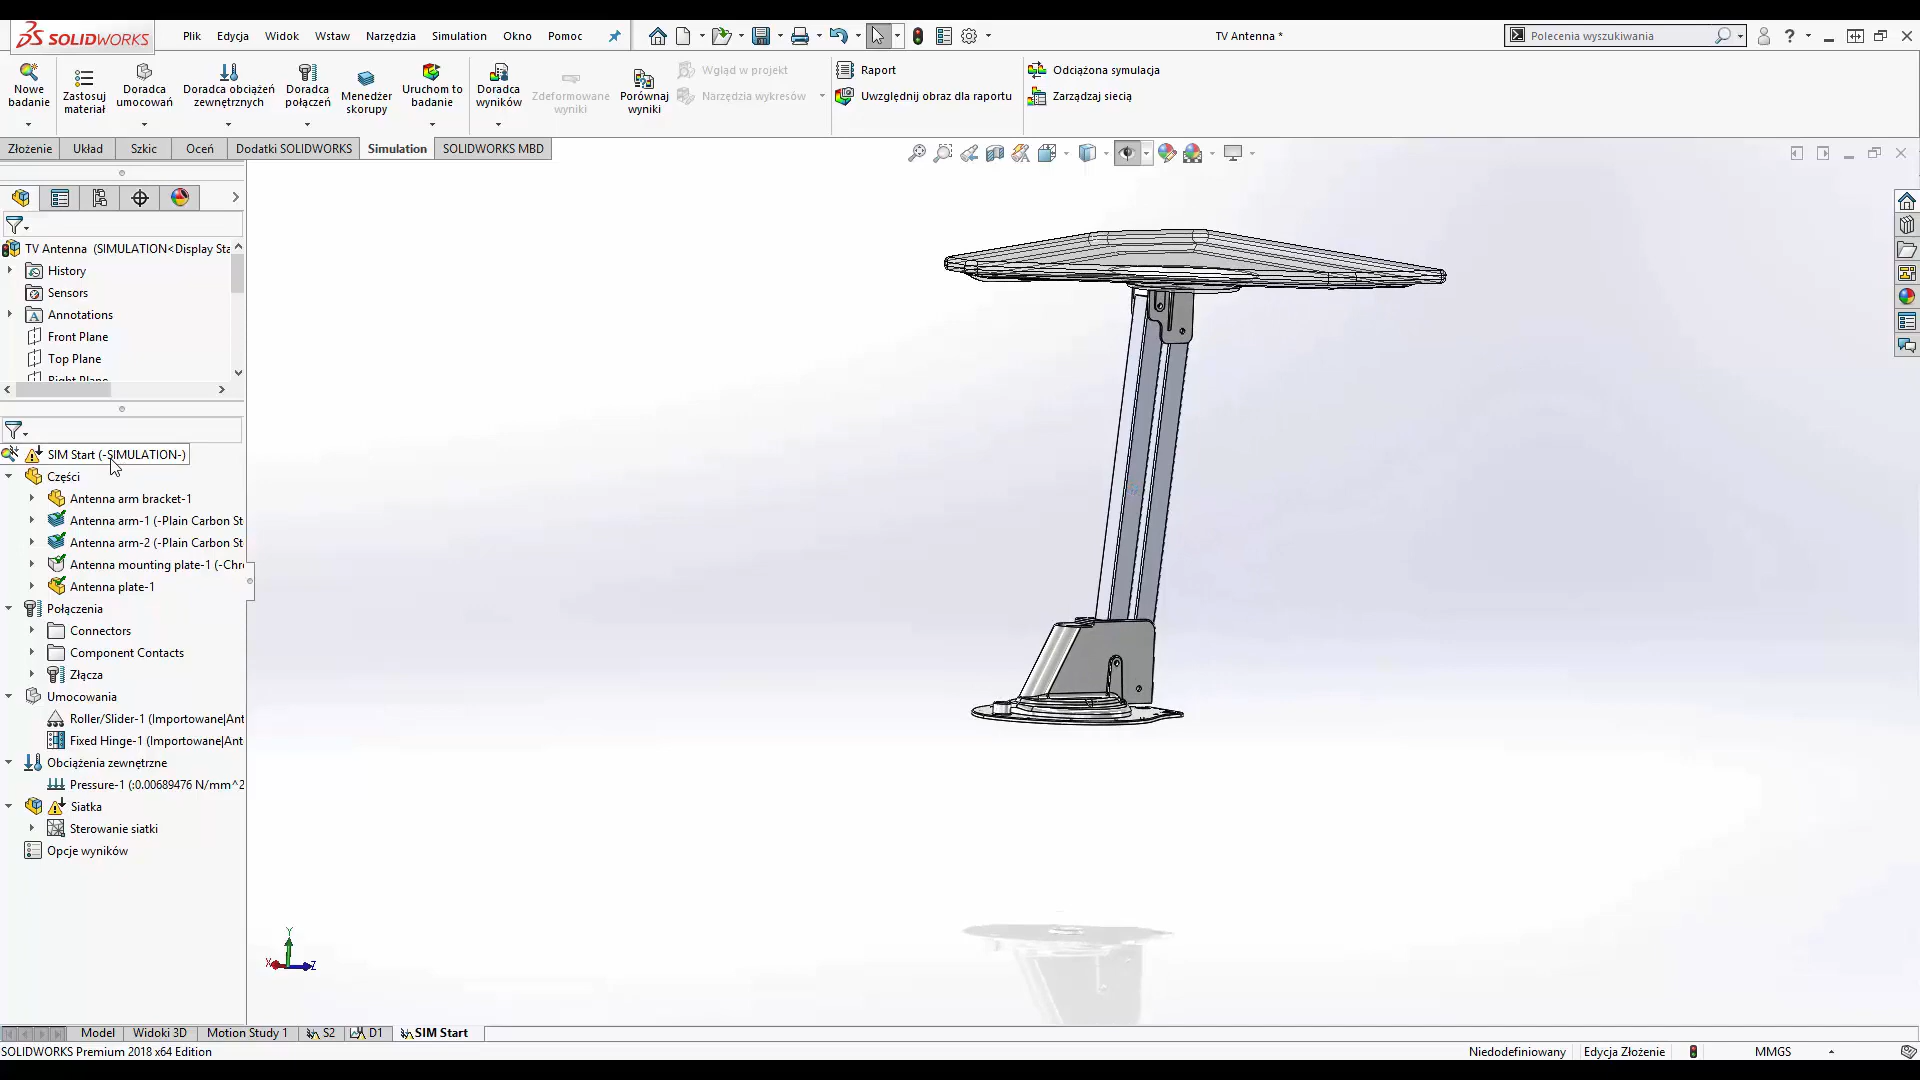 SOLIDWORKS
Plik Edycja Widok Wstaw Narzędzia Simulation Okno Pomoc
TV Antenna *
Polecenia wyszukiwania
Nowe badanie
Zastosuj materiał
Doradca umocowań
Doradca obciążeń zewnętrznych
Doradca połączeń
Menedżer skorupy
Uruchom to badanie
Doradca wyników
Zdeformowane wyniki
Porównaj wyniki
Wgląd w projekt
Narzędzia wykresów
Raport
Uwzględnij obraz dla raportu
Odciążona symulacja
Zarządzaj siecią
Złożenie Układ Szkic Oceń Dodatki SOLIDWORKS Simulation SOLIDWORKS MBD
TV Antenna (SIMULATION<Display Sta
History
Sensors
Annotations
Front Plane
Top Plane
Right Plane
SIM Start (-SIMULATION-)
Części
Antenna arm bracket-1
Antenna arm-1 (-Plain Carbon St
Antenna arm-2 (-Plain Carbon St
Antenna mounting plate-1 (-Chr
Antenna plate-1
Połączenia
Connectors
Component Contacts
Złącza
Umocowania
Roller/Slider-1 (Importowane|Ant
Fixed Hinge-1 (Importowane|Ant
Obciążenia zewnętrzne
Pressure-1 (:0.00689476 N/mm^2
Siatka
Sterowanie siatki
Opcje wyników
Y
X Z
Model Widoki 3D Motion Study 1 S2 D1 SIM Start
SOLIDWORKS Premium 2018 x64 Edition
Niedodefiniowany Edycja Złożenie MMGS